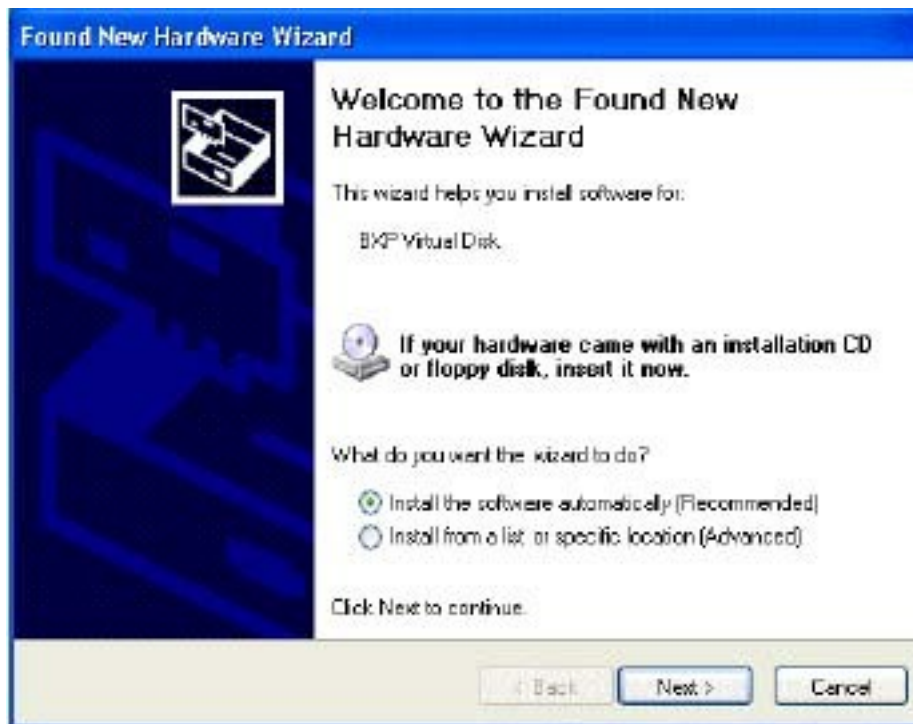 Found New Hardware Wizard
Welcome to the Found New
Hardware Wizard
This wizard helps you install software for:
BXP Virtual Disk
If your hardware came with an installation CD
or floppy disk, insert it now.
What do you want the wizard to do?
Install the software automatically (Recommended)
Install from a list or specific location (Advanced)
Click Next to continue.
< Back Next > Cancel